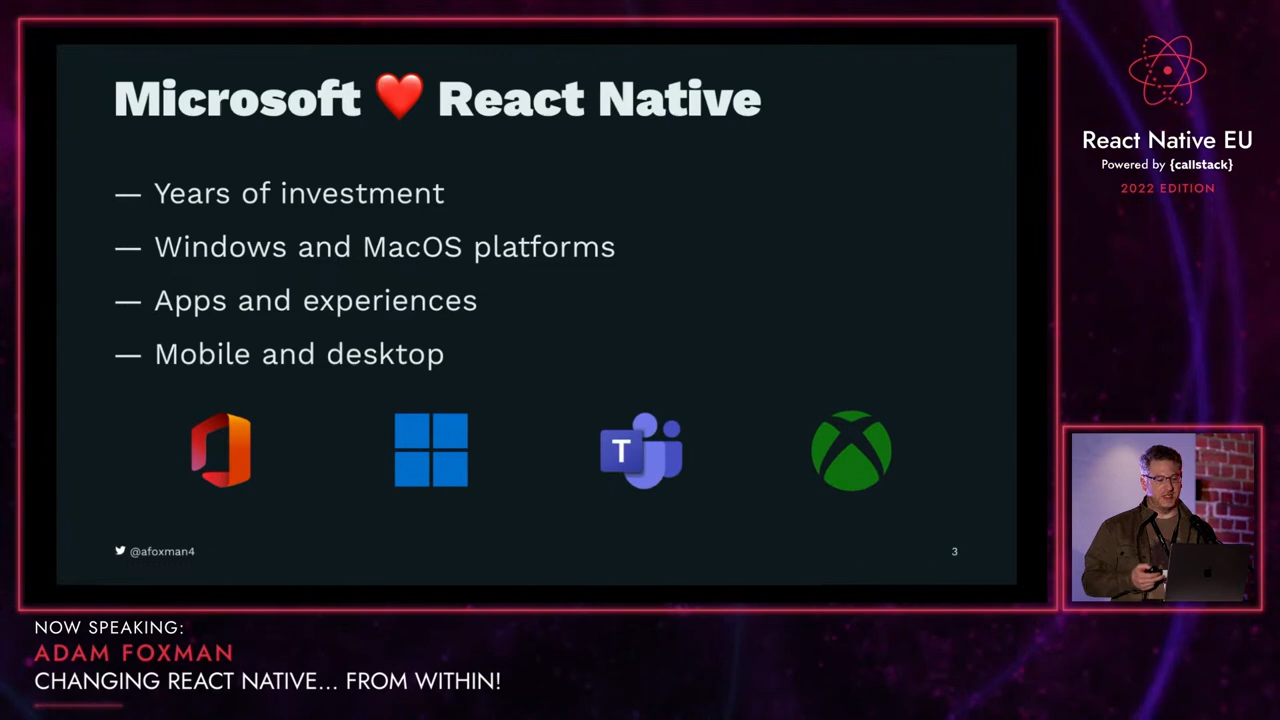 Microsoft ❤️ React Native
— Years of investment
— Windows and MacOS platforms
— Apps and experiences
— Mobile and desktop
T
@afoxman4
3
React Native EU
Powered by {callstack}
2022 EDITION
NOW SPEAKING:
ADAM FOXMAN
CHANGING REACT NATIVE... FROM WITHIN!